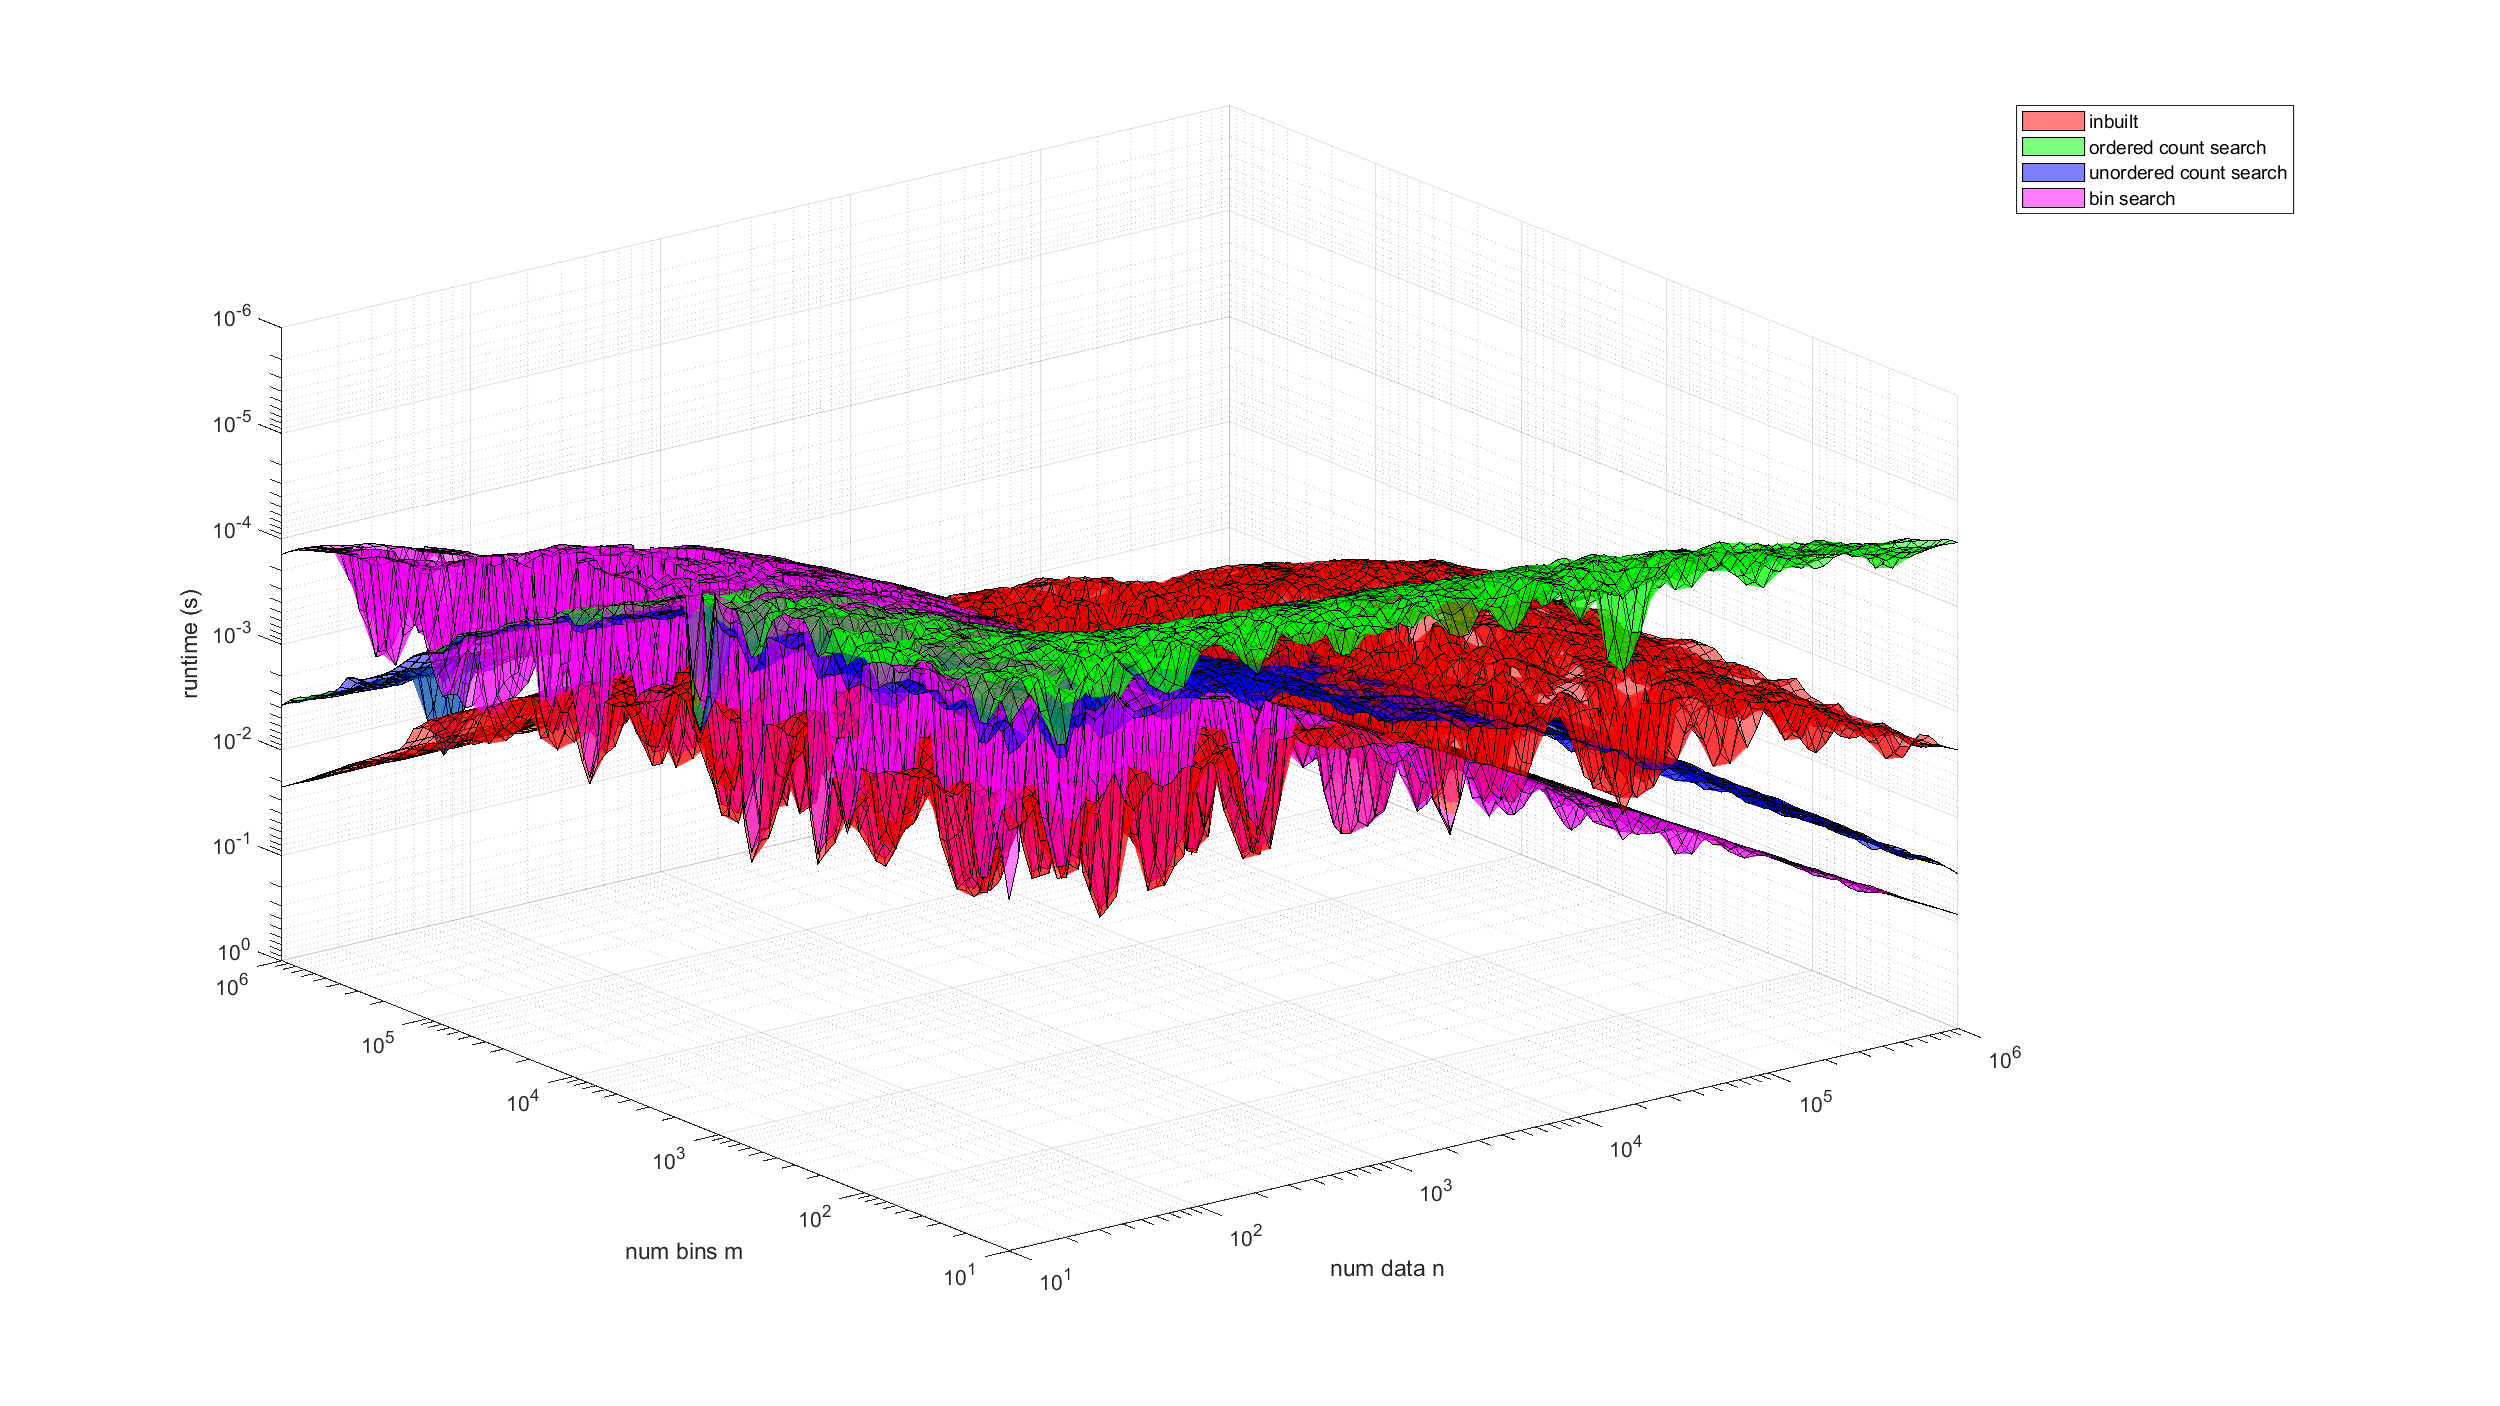 inbuilt
ordered count search
unordered count search
bin search
10^-6
10^-5
10^-4
10^-3
10^-2
10^-1
10^0
runtime (s)
10^6
10^5
10^4
10^3
10^2
10^1
num bins m
10^1
10^2
10^3
10^4
10^5
10^6
num data n